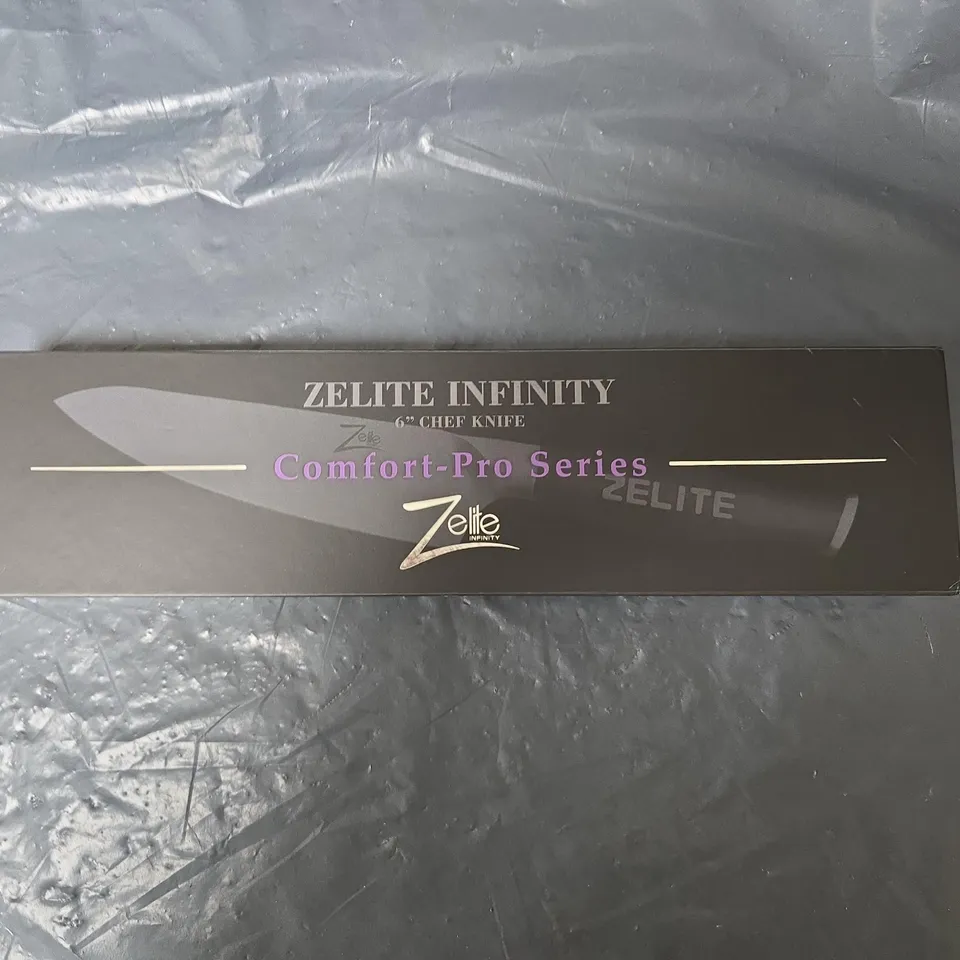 ZELITE INFINITY
6” CHEF KNIFE
Zelite
Comfort-Pro Series
ZELITE
Zelite
INFINITY